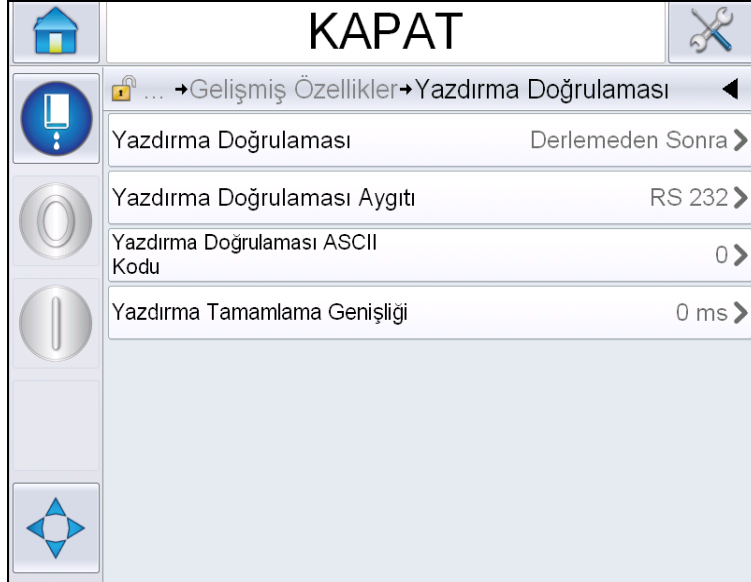 KAPAT
... →Gelişmiş Özellikler→Yazdırma Doğrulaması
Yazdırma Doğrulaması Derlemeden Sonra
Yazdırma Doğrulaması Aygıtı RS 232
Yazdırma Doğrulaması ASCII
Kodu 0
Yazdırma Tamamlama Genişliği 0 ms